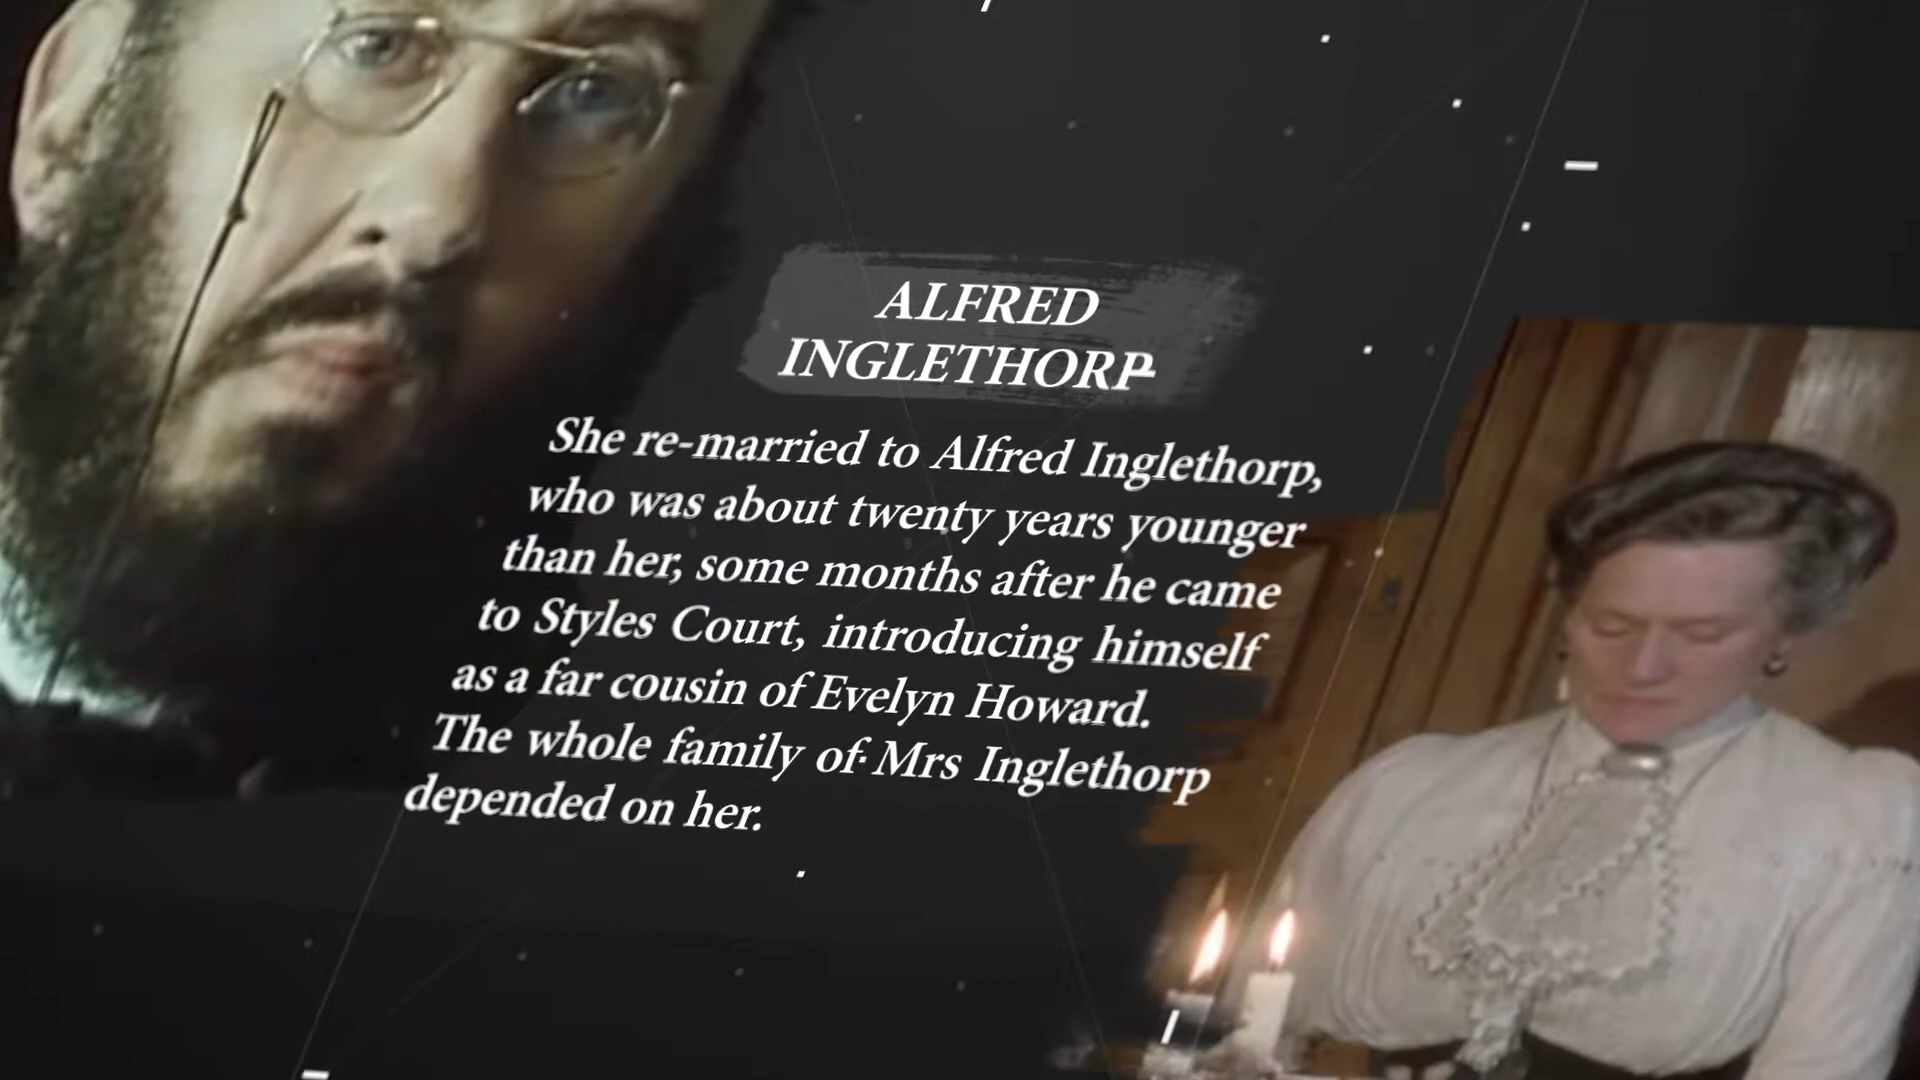 ALFRED
INGLETHORP
She re-married to Alfred Inglethorp,
who was about twenty years younger
than her, some months after he came
to Styles Court, introducing himself
as a far cousin of Evelyn Howard.
The whole family of Mrs Inglethorp
depended on her.